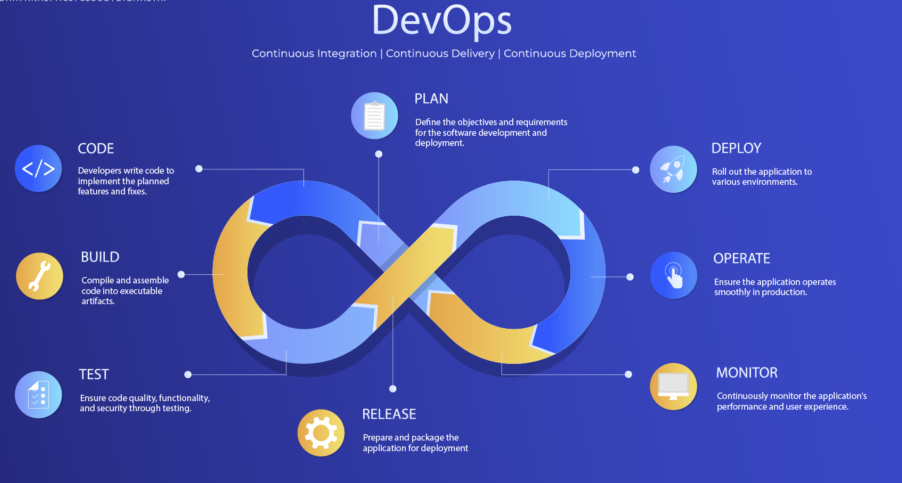 DevOps
Continuous Integration | Continuous Delivery | Continuous Deployment
PLAN
Define the objectives and requirements
for the software development and
deployment.
CODE
Developers write code to
implement the planned
features and fixes.
</>
BUILD
Compile and assemble
code into executable
artifacts.
TEST
Ensure code quality, functionality,
and security through testing.
RELEASE
Prepare and package the
application for deployment
DEPLOY
Roll out the application to
various environments.
OPERATE
Ensure the application operates
smoothly in production.
MONITOR
Continuously monitor the application's
performance and user experience.